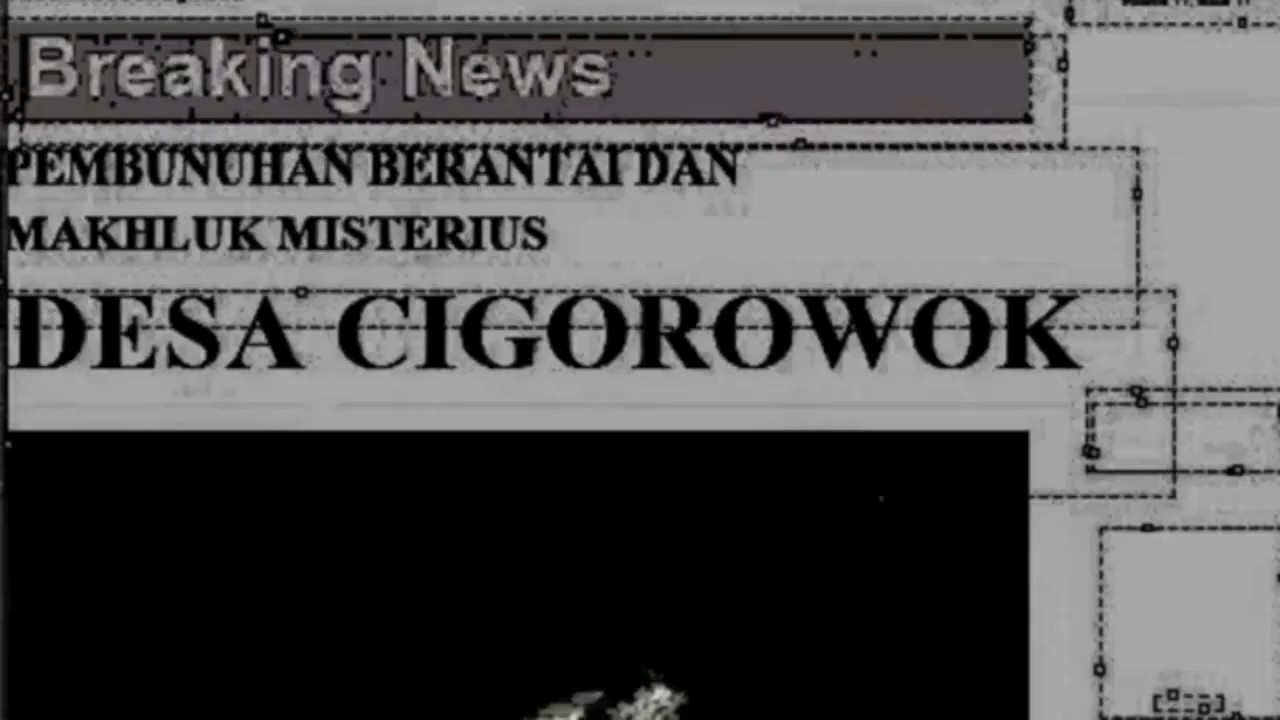 Breaking News
PEMBUNUHAN BERANTAI DAN
MAKHLUK MISTERIUS
DESA CIGOROWOK